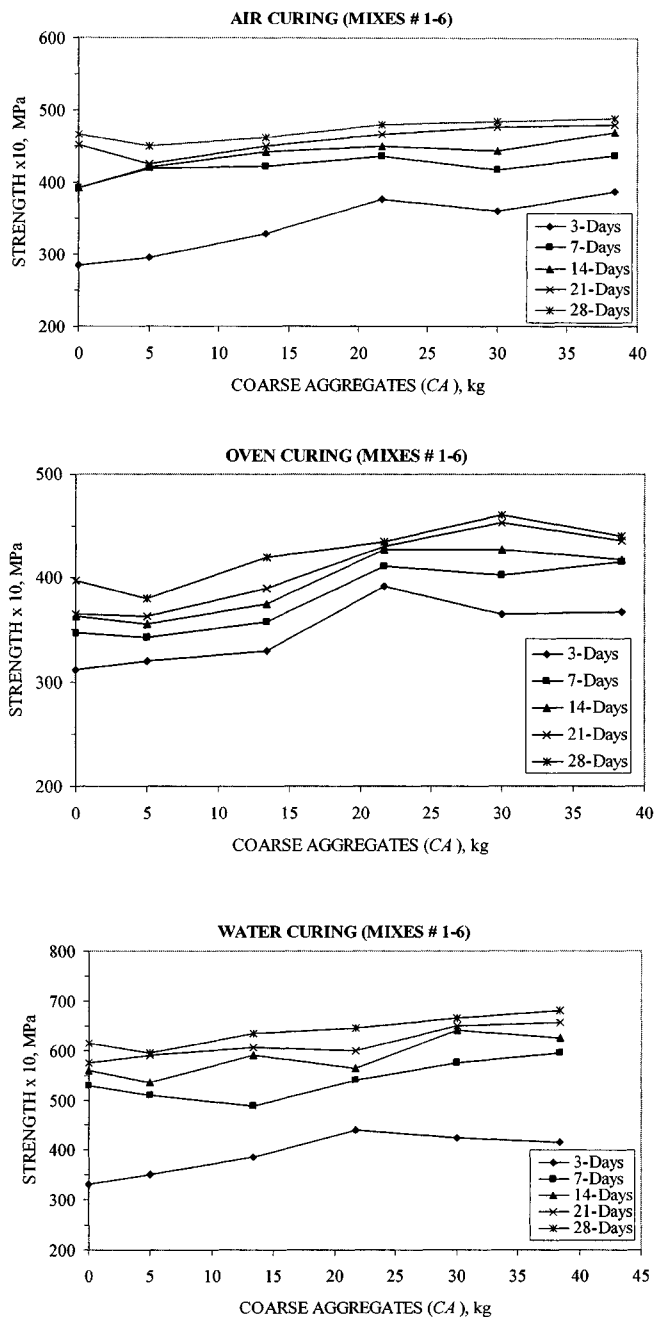 AIR CURING (MIXES # 1-6)
600
500
400
300
200
STRENGTH x10, MPa
3-Days
7-Days
14-Days
21-Days
28-Days
0 5 10 15 20 25 30 35 40
COARSE AGGREGATES (CA), kg
OVEN CURING (MIXES # 1-6)
500
400
300
200
STRENGTH x 10, MPa
3-Days
7-Days
14-Days
21-Days
28-Days
0 5 10 15 20 25 30 35 40
COARSE AGGREGATES (CA), kg
WATER CURING (MIXES # 1-6)
800
700
600
500
400
300
200
STRENGTH x 10, MPa
3-Days
7-Days
14-Days
21-Days
28-Days
0 5 10 15 20 25 30 35 40 45
COARSE AGGREGATES (CA), kg